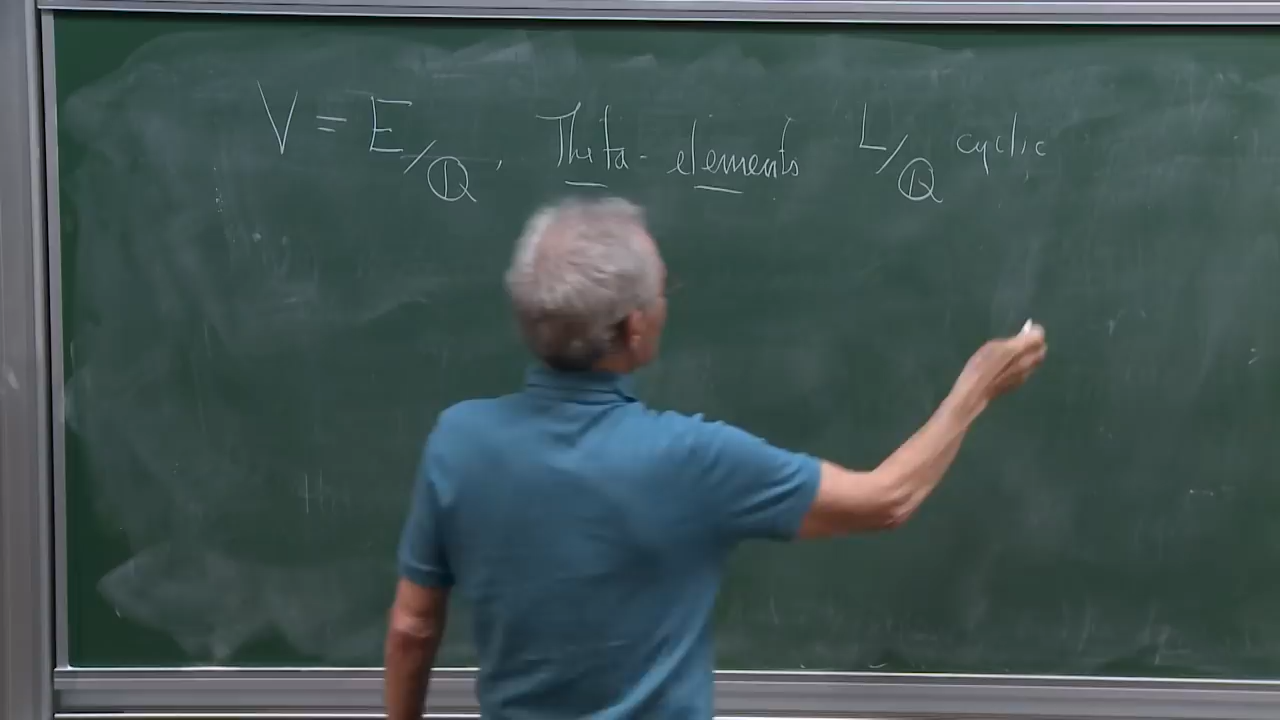 V = E/ℚ, Theta-elements L/ℚ cyclic